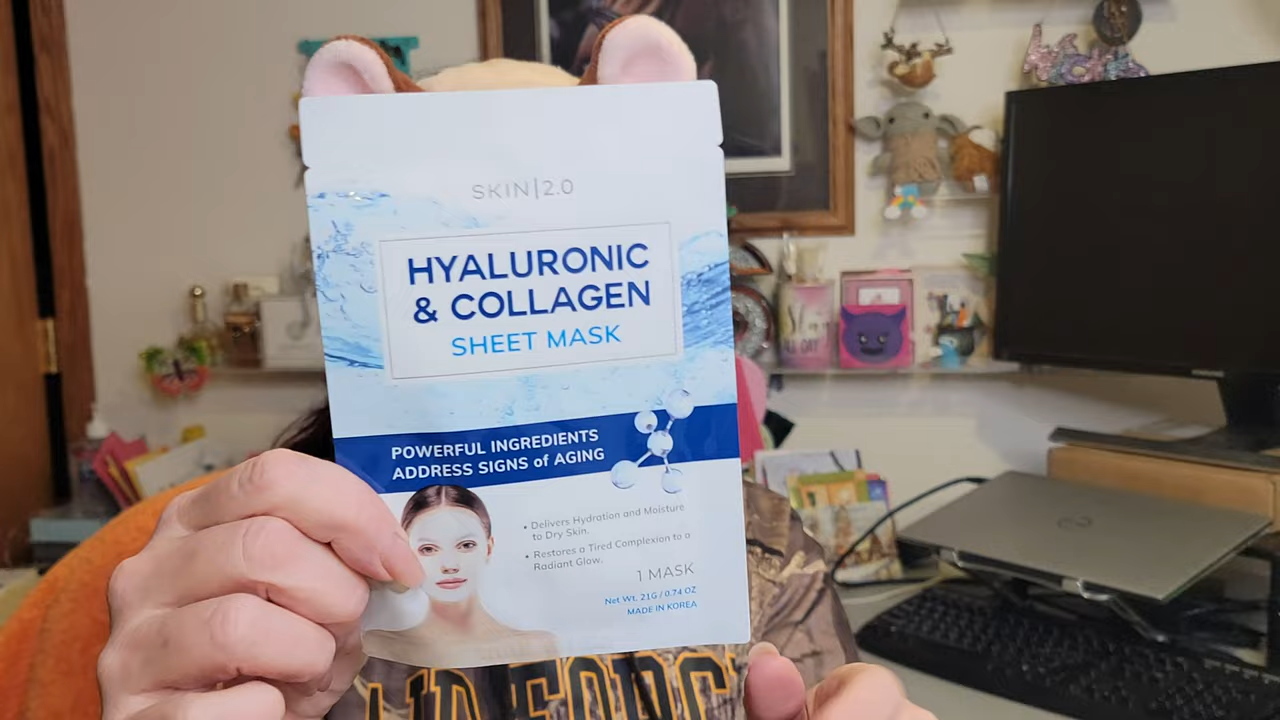 SKIN|2.0
HYALURONIC
& COLLAGEN
SHEET MASK
POWERFUL INGREDIENTS
ADDRESS SIGNS of AGING
• Delivers Hydration and Moisture
to Dry Skin.
• Restores a Tired Complexion to a
Radiant Glow.
1 MASK
Net Wt. 21G / 0.74 OZ
MADE IN KOREA